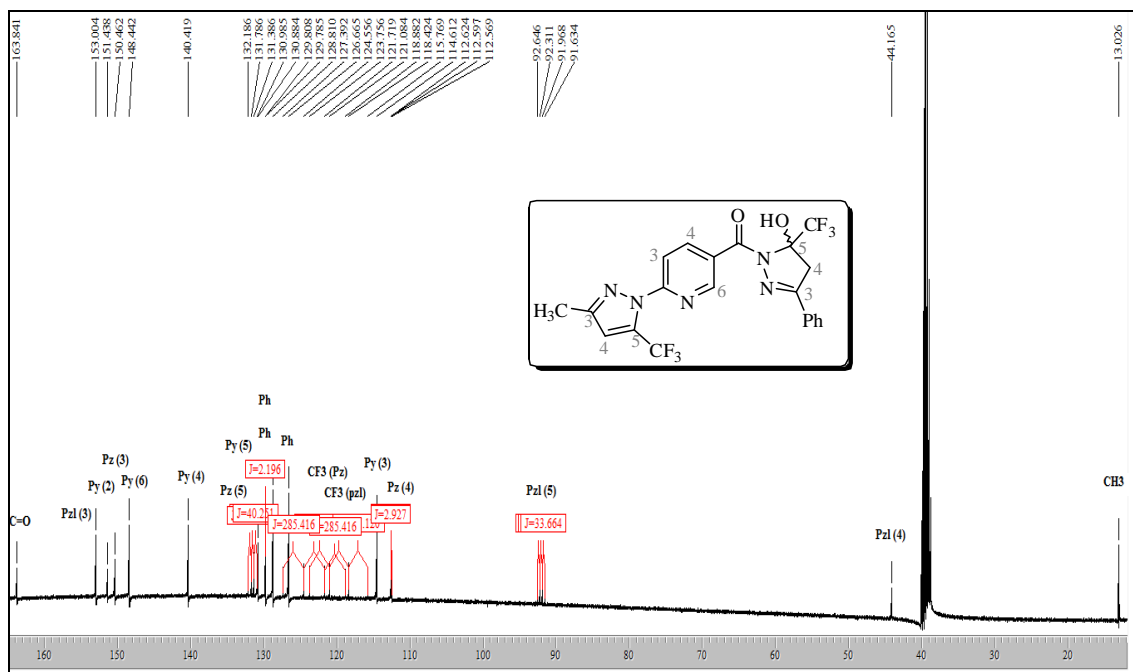 163.841
153.004
151.438
150.462
148.442
140.419
132.186
131.786
131.386
130.985
130.884
129.808
129.785
128.810
127.392
126.665
124.556
123.756
121.719
121.084
118.882
118.424
115.769
114.612
112.624
112.597
112.569
92.646
92.311
91.968
91.634
44.165
13.026
O
HO
CF3
4
5
3
N
4
N
6
N
3
N
N
H3C
3
Ph
4
5
CF3
Ph
Ph
Py (5)
Ph
J=2.196
CF3 (Pz)
Pz (3)
Py (2)
Py (6)
Py (4)
Py (3)
CF3 (pzl)
Pz (5)
Pz (4)
CH3
C=O
Pzl (3)
J=40.251
J=285.416
=285.416
J=2.927
Pzl (5)
J=33.664
Pzl (4)
160
150
140
130
120
110
100
90
80
70
60
50
40
30
20